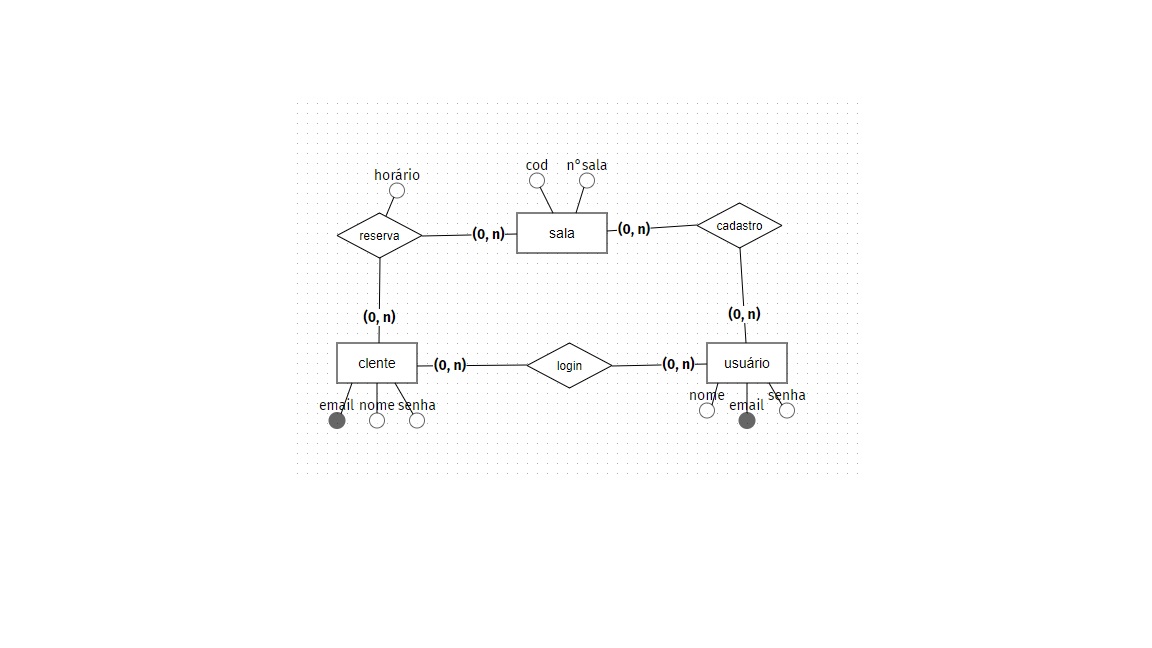 cod n°sala
horário
reserva (0, n) sala (0, n) cadastro
(0, n) (0, n)
clente (0, n) login (0, n) usuário
email nome senha nome email senha